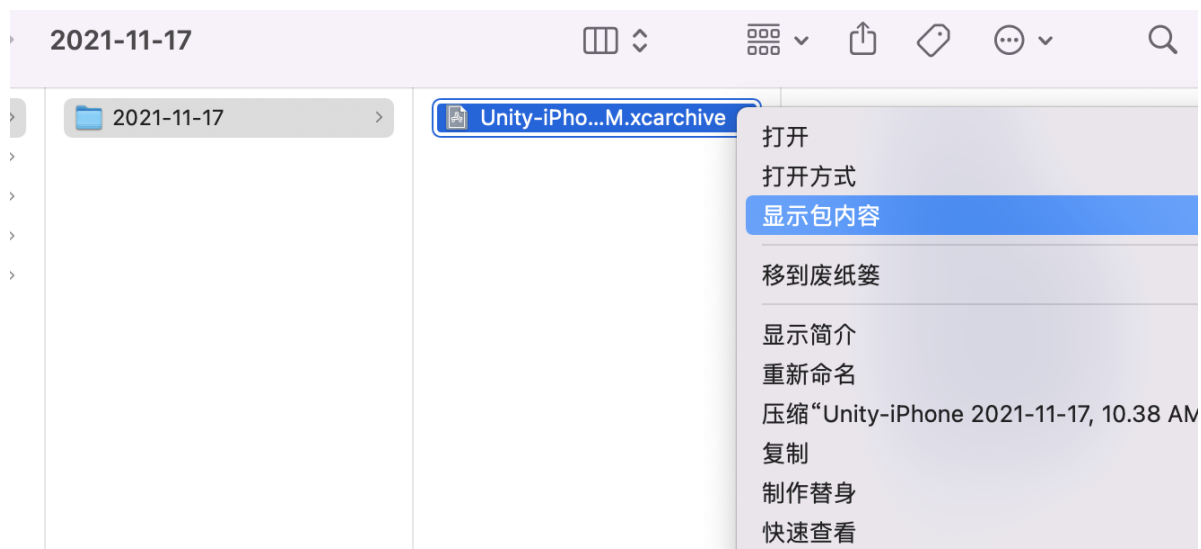 2021-11-17
2021-11-17
Unity-iPho...M.xcarchive
打开
打开方式
显示包内容
移到废纸篓
显示简介
重新命名
压缩“Unity-iPhone 2021-11-17, 10.38 AM
复制
制作替身
快速查看